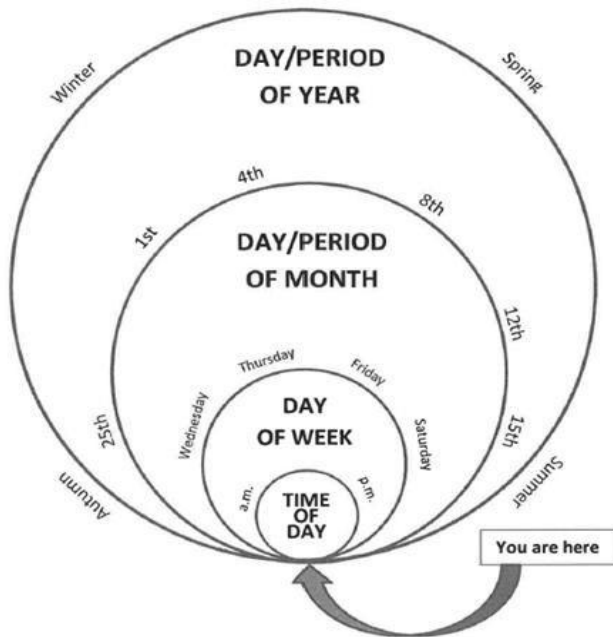 Winter
DAY/PERIOD
OF YEAR
Spring
4th
8th
1st
DAY/PERIOD
OF MONTH
12th
Thursday
Friday
Wednesday
DAY
OF WEEK
25th
Saturday
15th
a.m.
p.m.
TIME
OF
DAY
Autumn
Summer
You are here